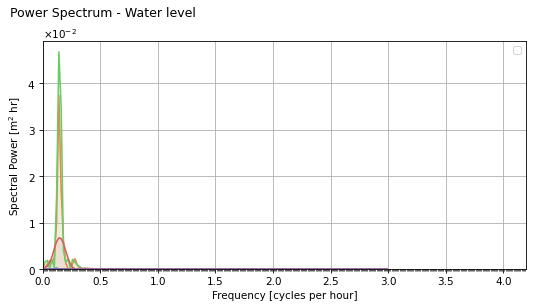 Power Spectrum - Water level
×10⁻²
4
3
2
1
0
Spectral Power [m² hr]
0.0 0.5 1.0 1.5 2.0 2.5 3.0 3.5 4.0
Frequency [cycles per hour]